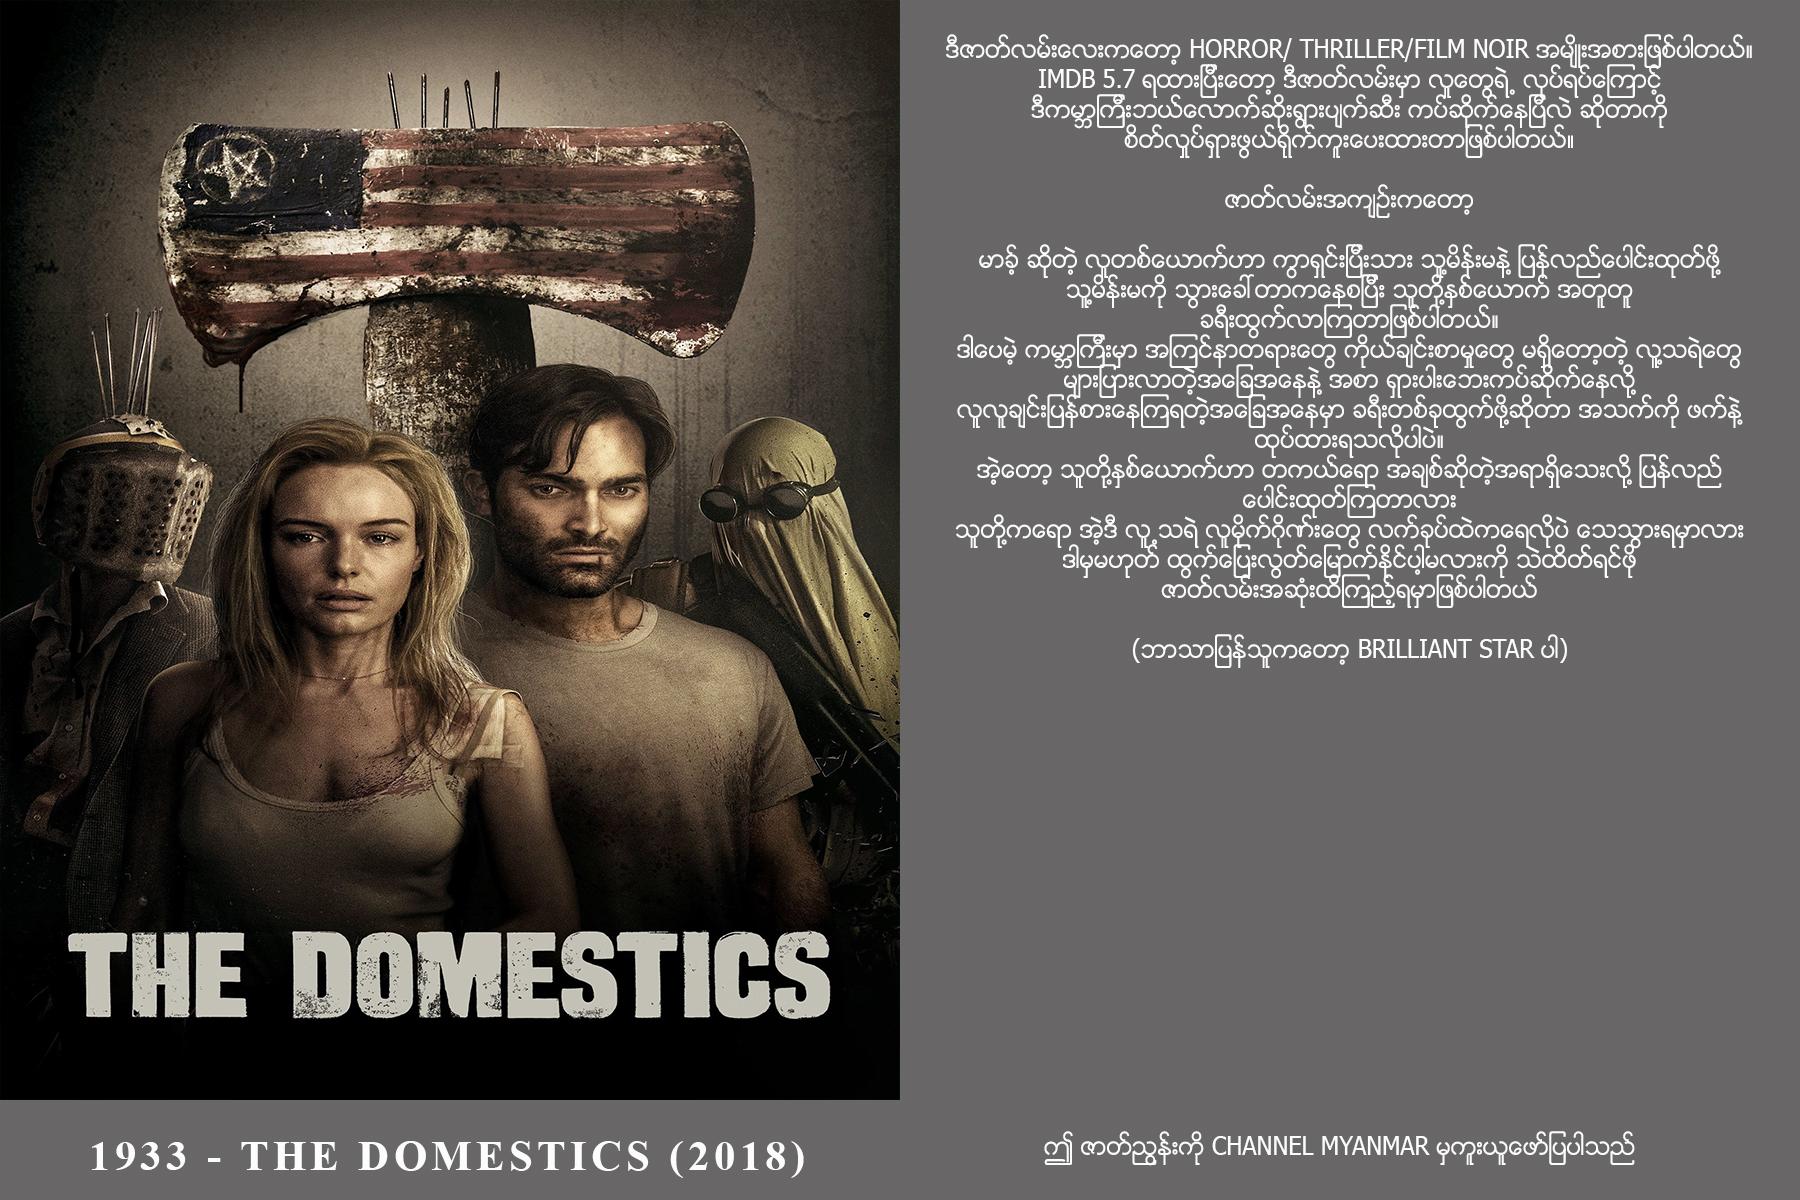 THE DOMESTICS
1933 - THE DOMESTICS (2018)
ဒီဇာတ်လမ်းလေးကတော့ HORROR/ THRILLER/FILM NOIR အမျိုးအစားဖြစ်ပါတယ်။
IMDB 5.7 ရထားပြီးတော့ ဒီဇာတ်လမ်းမှာ လူတွေရဲ့ လုပ်ရပ်ကြောင့်
ဒီကမ္ဘာကြီးဘယ်လောက်ဆိုးရွားပျက်ဆီး ကပ်ဆိုက်နေပြီလဲ ဆိုတာကို
စိတ်လှုပ်ရှားဖွယ်ရိုက်ကူးပေးထားတာဖြစ်ပါတယ်။
ဇာတ်လမ်းအကျဉ်းကတော့
မာခ့် ဆိုတဲ့ လူတစ်ယောက်ဟာ ကွာရှင်းပြီးသား သူ့မိန်းမနဲ့ ပြန်လည်ပေါင်းထုတ်ဖို့
သူ့မိန်းမကို သွားခေါ်တာကနေစပြီး သူတို့နှစ်ယောက် အတူတူ
ခရီးထွက်လာကြတာဖြစ်ပါတယ်။
ဒါပေမဲ့ ကမ္ဘာကြီးမှာ အကြင်နာတရားတွေ ကိုယ်ချင်းစာမှုတွေ မရှိတော့တဲ့ လူ့သရဲတွေ
များပြားလာတဲ့အခြေအနေနဲ့ အစာ ရှားပါးဘေးကပ်ဆိုက်နေလို့
လူလူချင်းပြန်စားနေကြရတဲ့အခြေအနေမှာ ခရီးတစ်ခုထွက်ဖို့ဆိုတာ အသက်ကို ဖက်နဲ့
ထုပ်ထားရသလိုပါပဲ။
အဲ့တော့ သူတို့နှစ်ယောက်ဟာ တကယ်ရော အချစ်ဆိုတဲ့အရာရှိသေးလို့ ပြန်လည်
ပေါင်းထုတ်ကြတာလား
သူတို့ကရော အဲ့ဒီ လူ့သရဲ လူမိုက်ဂိုဏ်းတွေ လက်ခုပ်ထဲကရေလိုပဲ သေသွားရမှာလား
ဒါမှမဟုတ် ထွက်ပြေးလွတ်မြောက်နိုင်ပါ့မလားကို သဲထိတ်ရင်ဖို
ဇာတ်လမ်းအဆုံးထိကြည့်ရမှာဖြစ်ပါတယ်
(ဘာသာပြန်သူကတော့ BRILLIANT STAR ပါ)
ဤ ဇာတ်ညွှန်းကို CHANNEL MYANMAR မှကူးယူဖော်ပြပါသည်